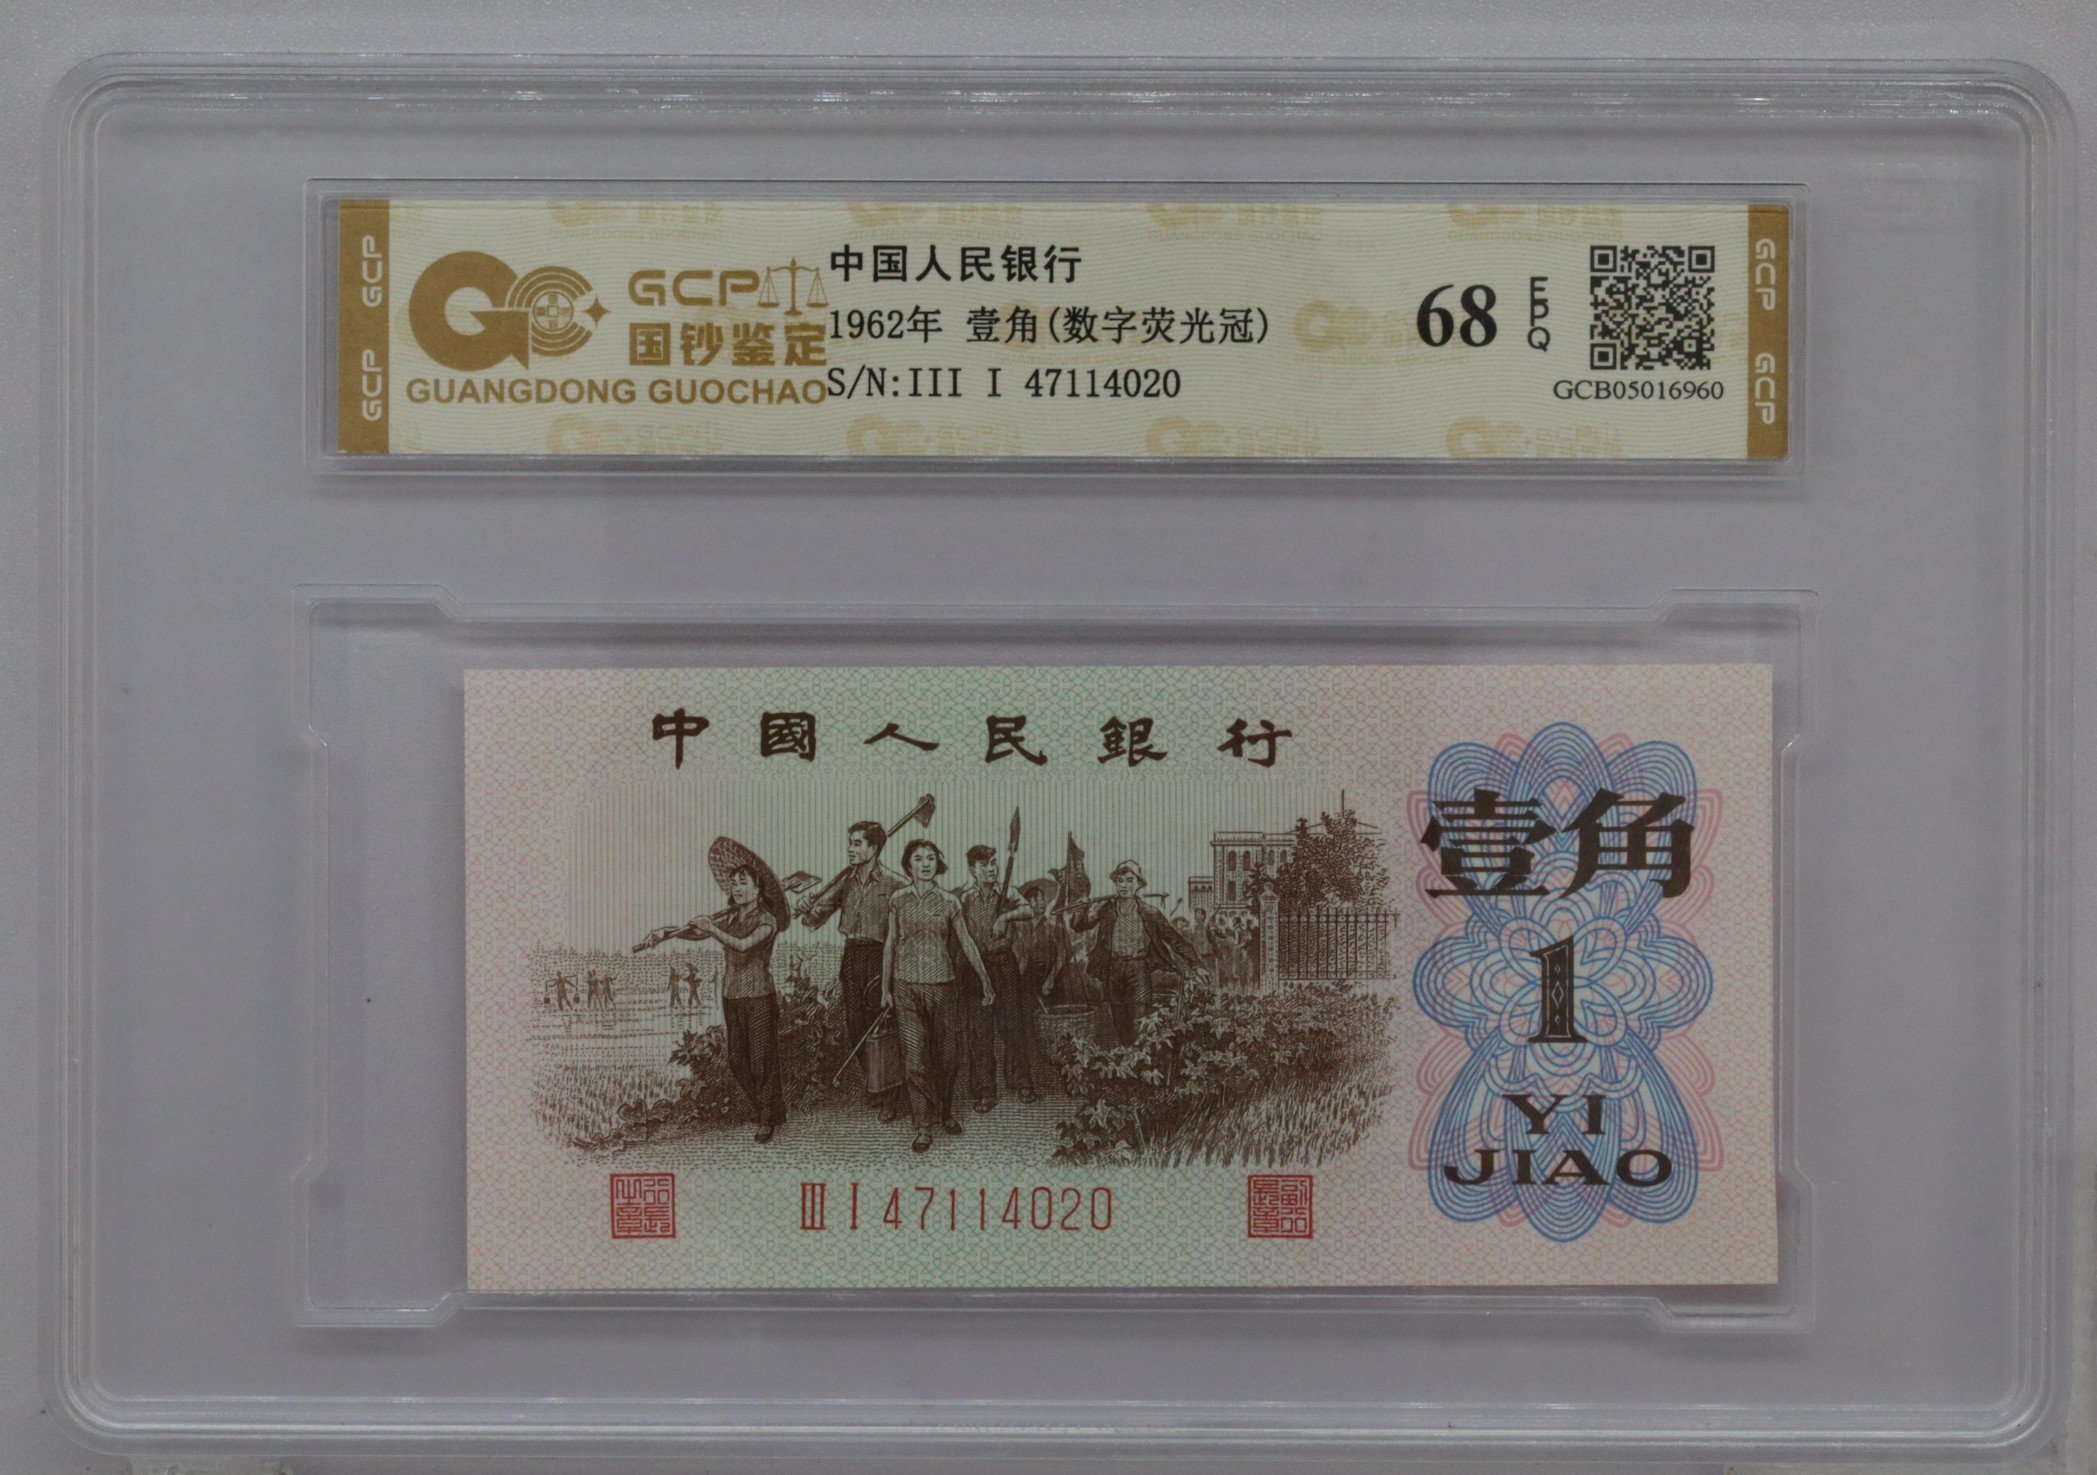 GCP
GCP
GCP
国钞鉴定
GUANGDONG GUOCHAO
中国人民银行
1962年 壹角(数字荧光冠)
S/N:III I 47114020
68
EPQ
GCB05016960
GCP
GCP
中國人民銀行
壹角
1
YI
JIAO
III I 47114020